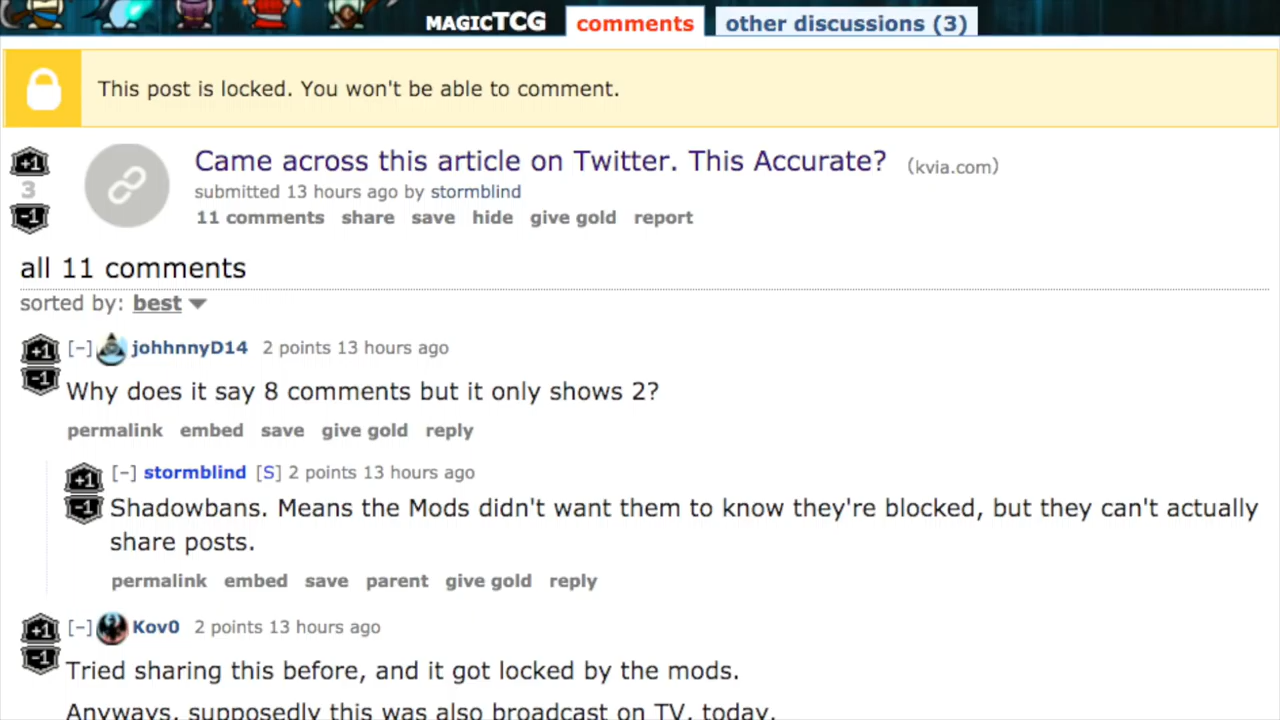 MAGICTCG comments other discussions (3)
This post is locked. You won't be able to comment.
+1 Came across this article on Twitter. This Accurate? (kvia.com)
3 submitted 13 hours ago by stormblind
-1 11 comments share save hide give gold report
all 11 comments
sorted by: best
+1 [−] johhnnyD14 2 points 13 hours ago
-1 Why does it say 8 comments but it only shows 2?
permalink embed save give gold reply
+1 [−] stormblind [S] 2 points 13 hours ago
-1 Shadowbans. Means the Mods didn't want them to know they're blocked, but they can't actually
share posts.
permalink embed save parent give gold reply
+1 [−] Kov0 2 points 13 hours ago
-1 Tried sharing this before, and it got locked by the mods.
Anyways, supposedly this was also broadcast on TV, today.